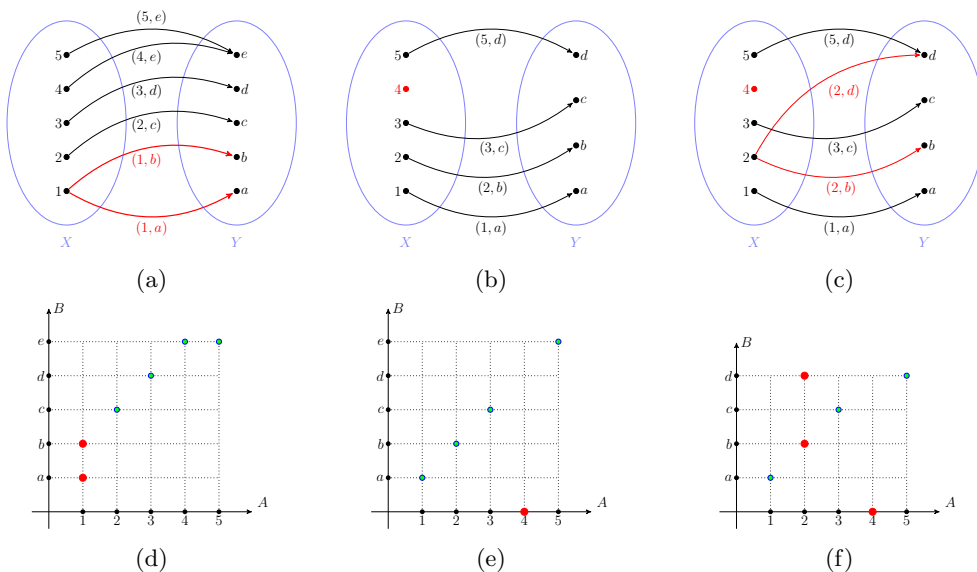 (5, e)
5
(4, e)
e
4
(3, d)
d
3
(2, c)
c
2
(1, b)
b
1
a
(1, a)
X
Y
(a)
5
(5, d)
d
4
c
3
(3, c)
b
2
(2, b)
1
a
(1, a)
X
Y
(b)
5
(5, d)
d
4
(2, d)
c
3
(3, c)
b
2
(2, b)
1
a
(1, a)
X
Y
(c)
B
e
d
c
b
a
A
1 2 3 4 5
(d)
B
e
d
c
b
a
A
1 2 3 4 5
(e)
B
d
c
b
a
A
1 2 3 4 5
(f)